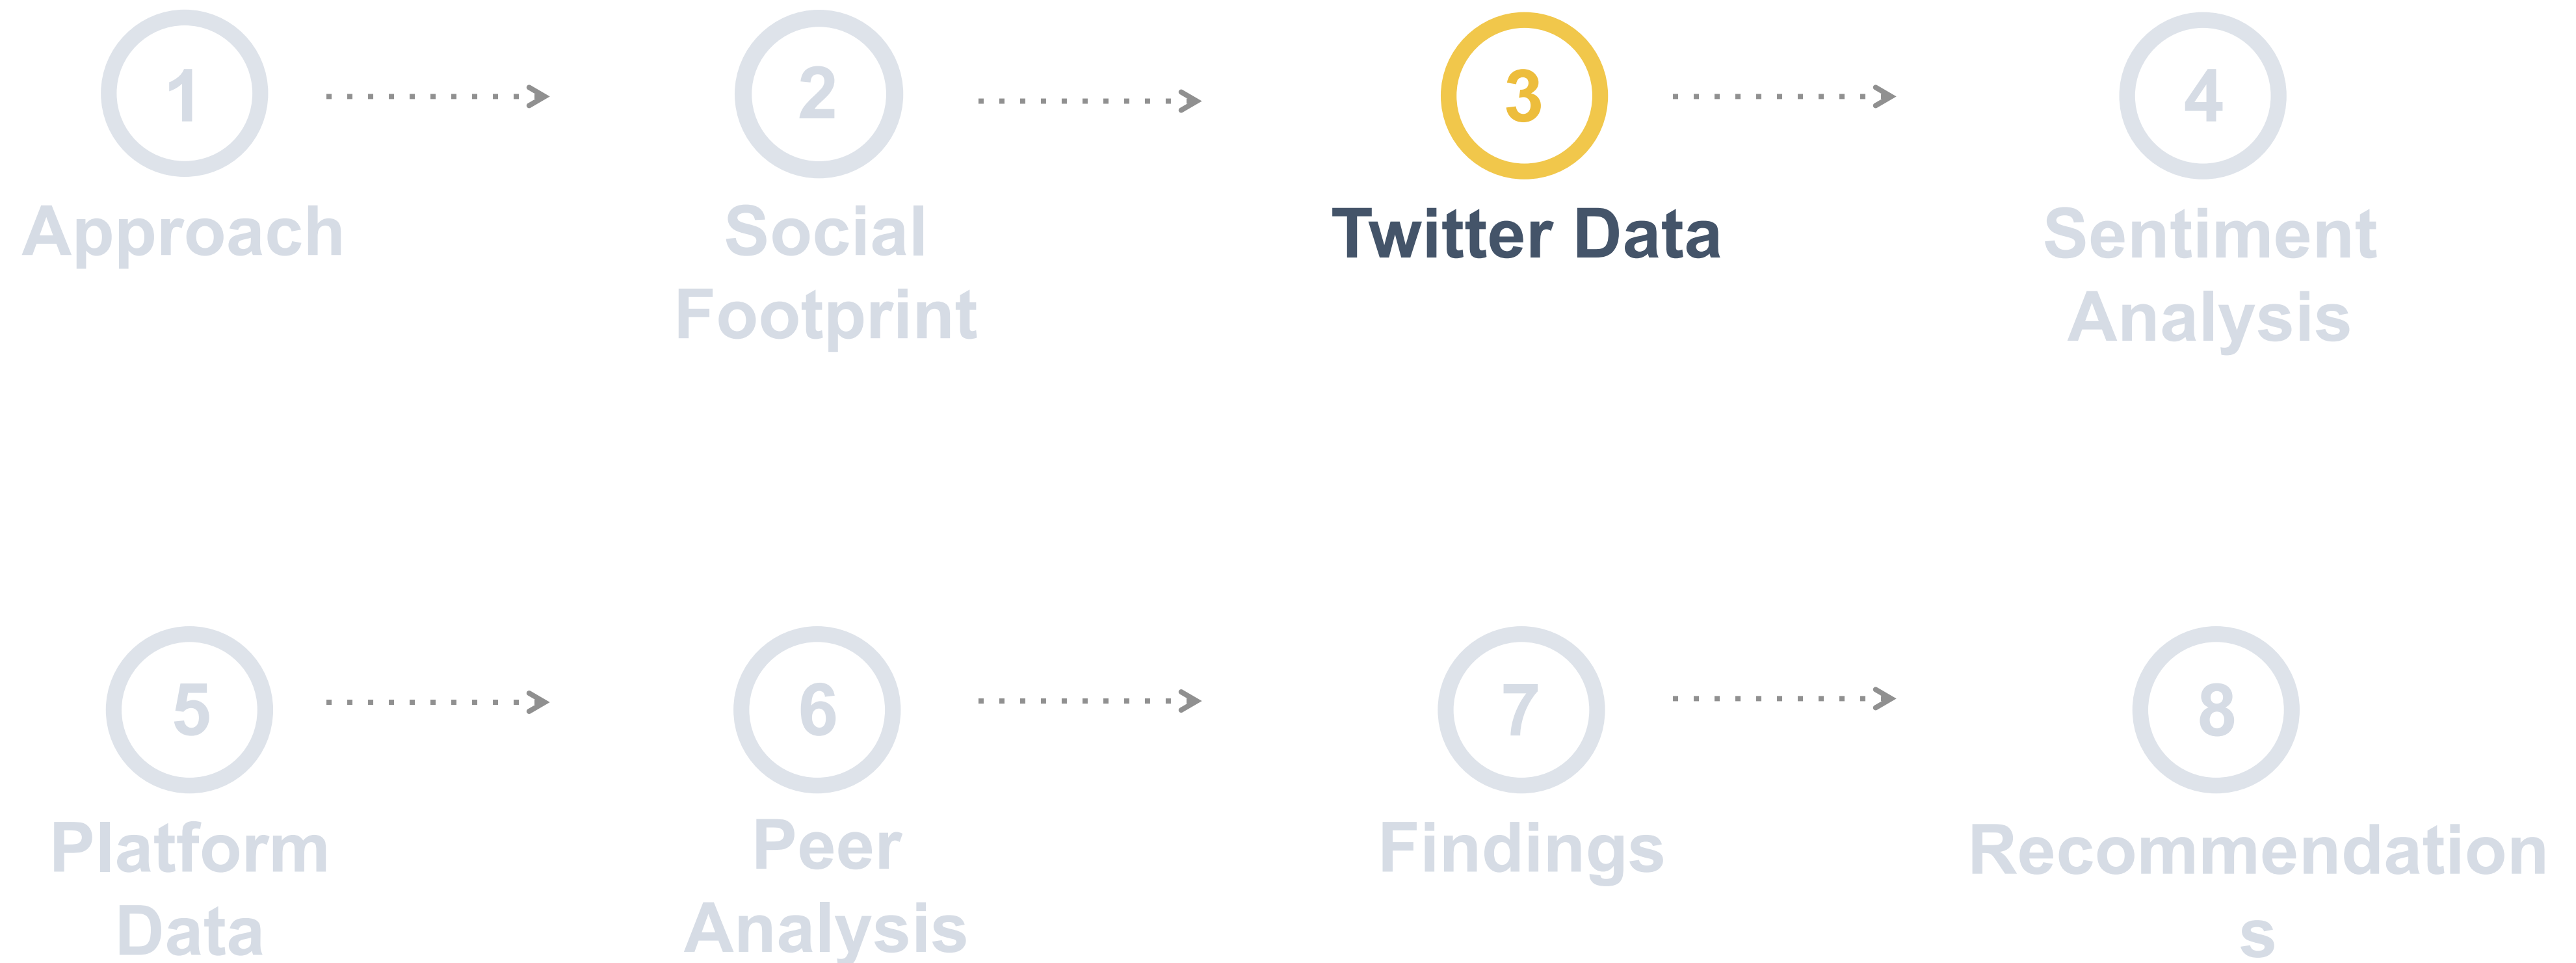 1
2
3
4
Approach
Social
Footprint
Twitter Data
Sentiment
Analysis
5
6
7
8
Platform
Data
Peer
Analysis
Findings
Recommendation
s